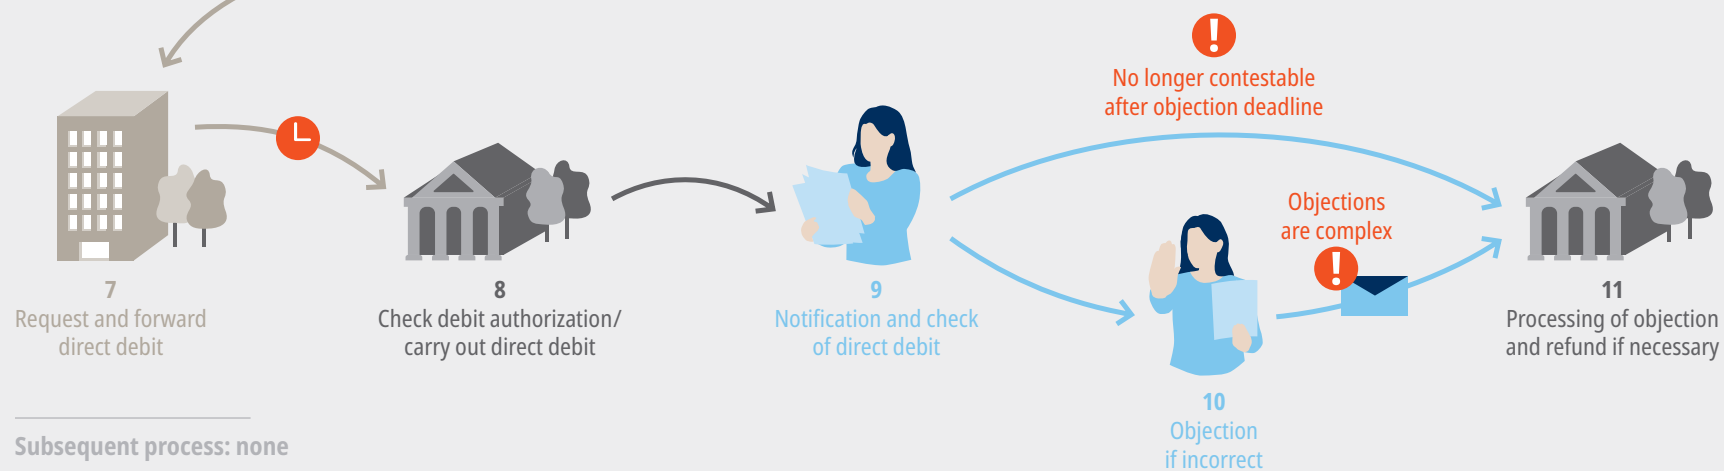 No longer contestable
after objection deadline
Objections
are complex
7
Request and forward
direct debit
8
Check debit authorization/
carry out direct debit
9
Notification and check
of direct debit
10
Objection
if incorrect
11
Processing of objection
and refund if necessary
Subsequent process: none